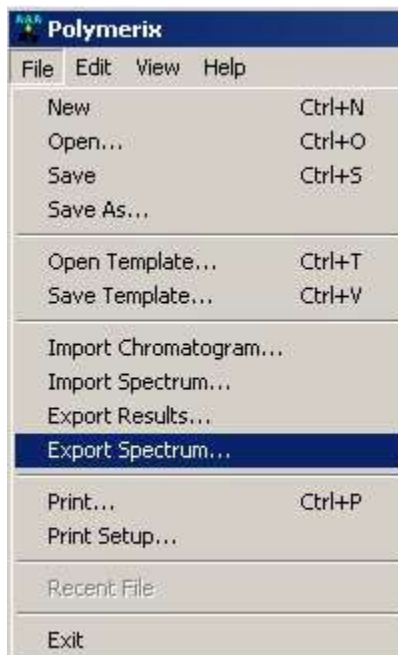 Polymerix
File Edit View Help
New Ctrl+N
Open... Ctrl+O
Save Ctrl+S
Save As...
Open Template... Ctrl+T
Save Template... Ctrl+V
Import Chromatogram...
Import Spectrum...
Export Results...
Export Spectrum...
Print... Ctrl+P
Print Setup...
Recent File
Exit